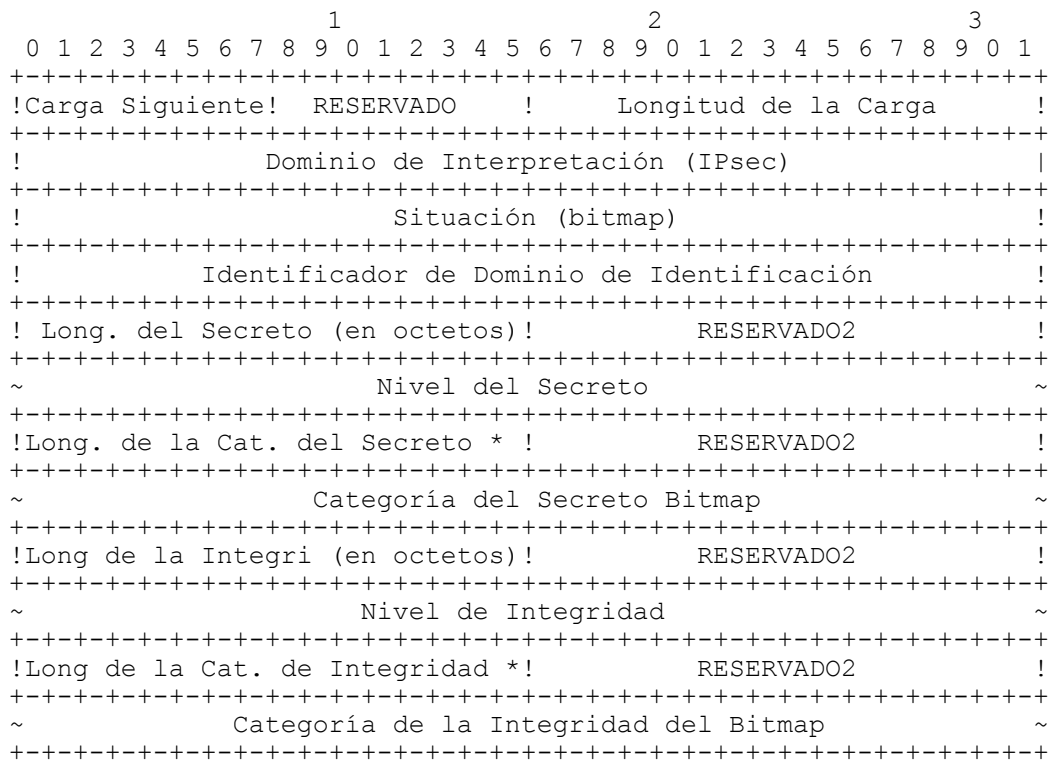 1                   2                   3
 0 1 2 3 4 5 6 7 8 9 0 1 2 3 4 5 6 7 8 9 0 1 2 3 4 5 6 7 8 9 0 1
+-+-+-+-+-+-+-+-+-+-+-+-+-+-+-+-+-+-+-+-+-+-+-+-+-+-+-+-+-+-+-+-+
!Carga Siguiente!  RESERVADO    !     Longitud de la Carga      !
+-+-+-+-+-+-+-+-+-+-+-+-+-+-+-+-+-+-+-+-+-+-+-+-+-+-+-+-+-+-+-+-+
!               Dominio de Interpretación (IPsec)               |
+-+-+-+-+-+-+-+-+-+-+-+-+-+-+-+-+-+-+-+-+-+-+-+-+-+-+-+-+-+-+-+-+
!                       Situación (bitmap)                      !
+-+-+-+-+-+-+-+-+-+-+-+-+-+-+-+-+-+-+-+-+-+-+-+-+-+-+-+-+-+-+-+-+
!           Identificador de Dominio de Identificación          !
+-+-+-+-+-+-+-+-+-+-+-+-+-+-+-+-+-+-+-+-+-+-+-+-+-+-+-+-+-+-+-+-+
! Long. del Secreto (en octetos)!          RESERVADO2           !
+-+-+-+-+-+-+-+-+-+-+-+-+-+-+-+-+-+-+-+-+-+-+-+-+-+-+-+-+-+-+-+-+
~                      Nivel del Secreto                        ~
+-+-+-+-+-+-+-+-+-+-+-+-+-+-+-+-+-+-+-+-+-+-+-+-+-+-+-+-+-+-+-+-+
!Long. de la Cat. del Secreto * !          RESERVADO2           !
+-+-+-+-+-+-+-+-+-+-+-+-+-+-+-+-+-+-+-+-+-+-+-+-+-+-+-+-+-+-+-+-+
~                  Categoría del Secreto Bitmap                 ~
+-+-+-+-+-+-+-+-+-+-+-+-+-+-+-+-+-+-+-+-+-+-+-+-+-+-+-+-+-+-+-+-+
!Long de la Integri (en octetos)!          RESERVADO2           !
+-+-+-+-+-+-+-+-+-+-+-+-+-+-+-+-+-+-+-+-+-+-+-+-+-+-+-+-+-+-+-+-+
~                     Nivel de Integridad                       ~
+-+-+-+-+-+-+-+-+-+-+-+-+-+-+-+-+-+-+-+-+-+-+-+-+-+-+-+-+-+-+-+-+
!Long de la Cat. de Integridad *!          RESERVADO2           !
+-+-+-+-+-+-+-+-+-+-+-+-+-+-+-+-+-+-+-+-+-+-+-+-+-+-+-+-+-+-+-+-+
~             Categoría de la Integridad del Bitmap             ~
+-+-+-+-+-+-+-+-+-+-+-+-+-+-+-+-+-+-+-+-+-+-+-+-+-+-+-+-+-+-+-+-+